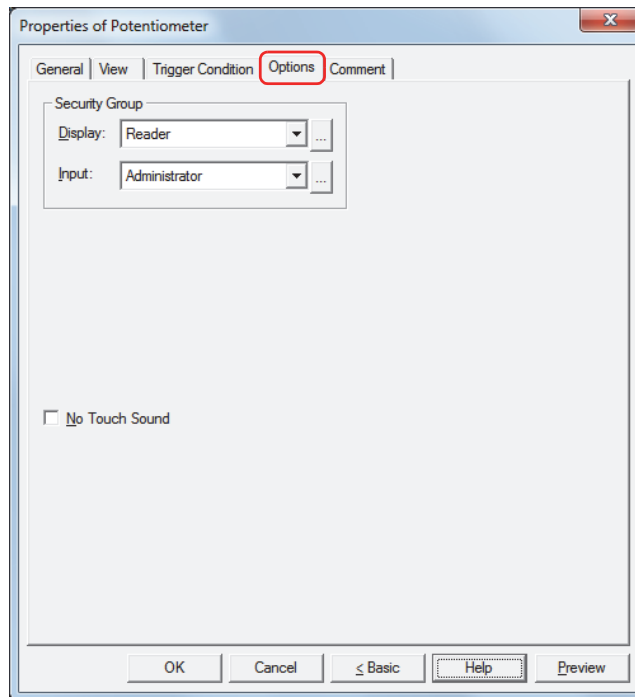 Properties of Potentiometer
General View Trigger Condition Options Comment
Security Group
Display: Reader ...
Input: Administrator ...
No Touch Sound
OK Cancel < Basic Help Preview